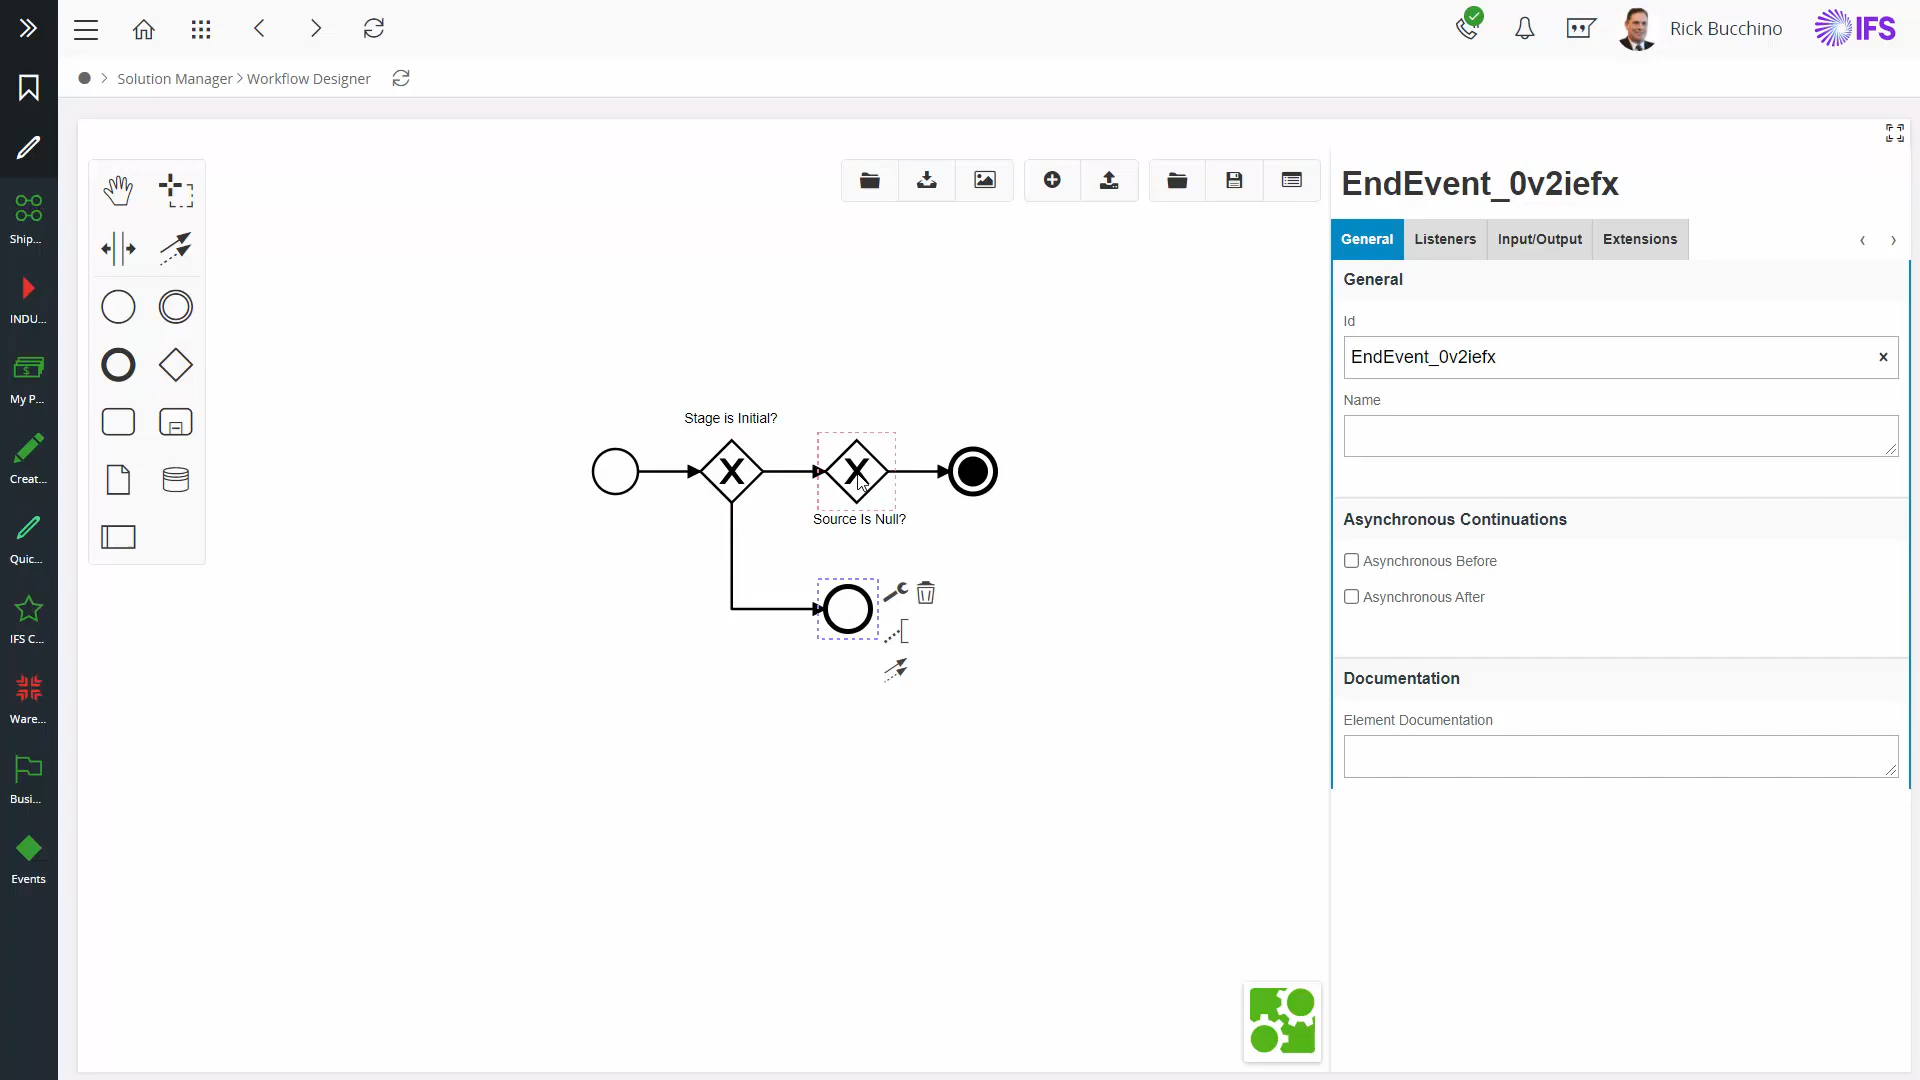 Rick Bucchino
IFS
Solution Manager > Workflow Designer
Ship...
INDU...
My P...
Creat...
Quic...
IFS C...
Ware...
Busi...
Events
Stage is Initial?
Source Is Null?
EndEvent_0v2iefx
General
Listeners
Input/Output
Extensions
General
Id
EndEvent_0v2iefx
Name
Asynchronous Continuations
Asynchronous Before
Asynchronous After
Documentation
Element Documentation